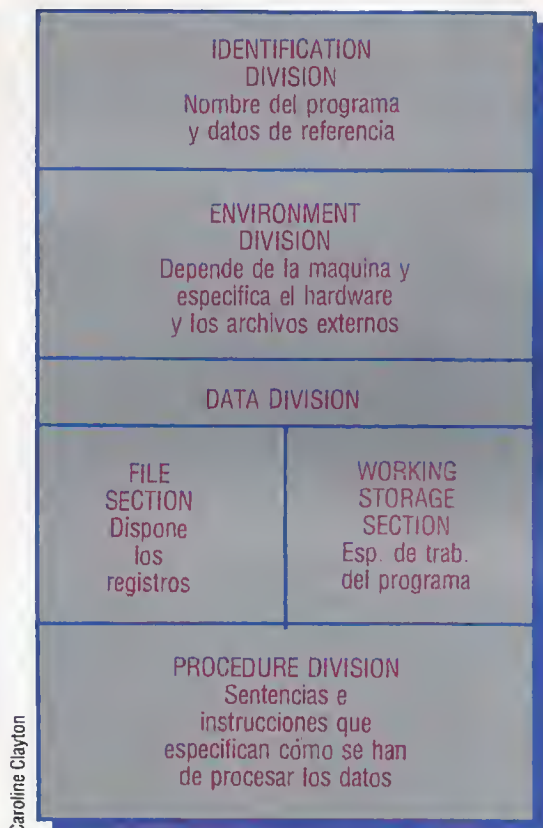 IDENTIFICATION
DIVISION
Nombre del programa
y datos de referencia
ENVIRONMENT
DIVISION
Depende de la maquina y
especifica el hardware
y los archivos externos
DATA DIVISION
FILE
SECTION
Dispone
los
registros
WORKING
STORAGE
SECTION
Esp. de trab.
del programa
PROCEDURE DIVISION
Sentencias e
instrucciones que
especifican cómo se han
de procesar los datos
Caroline Clayton